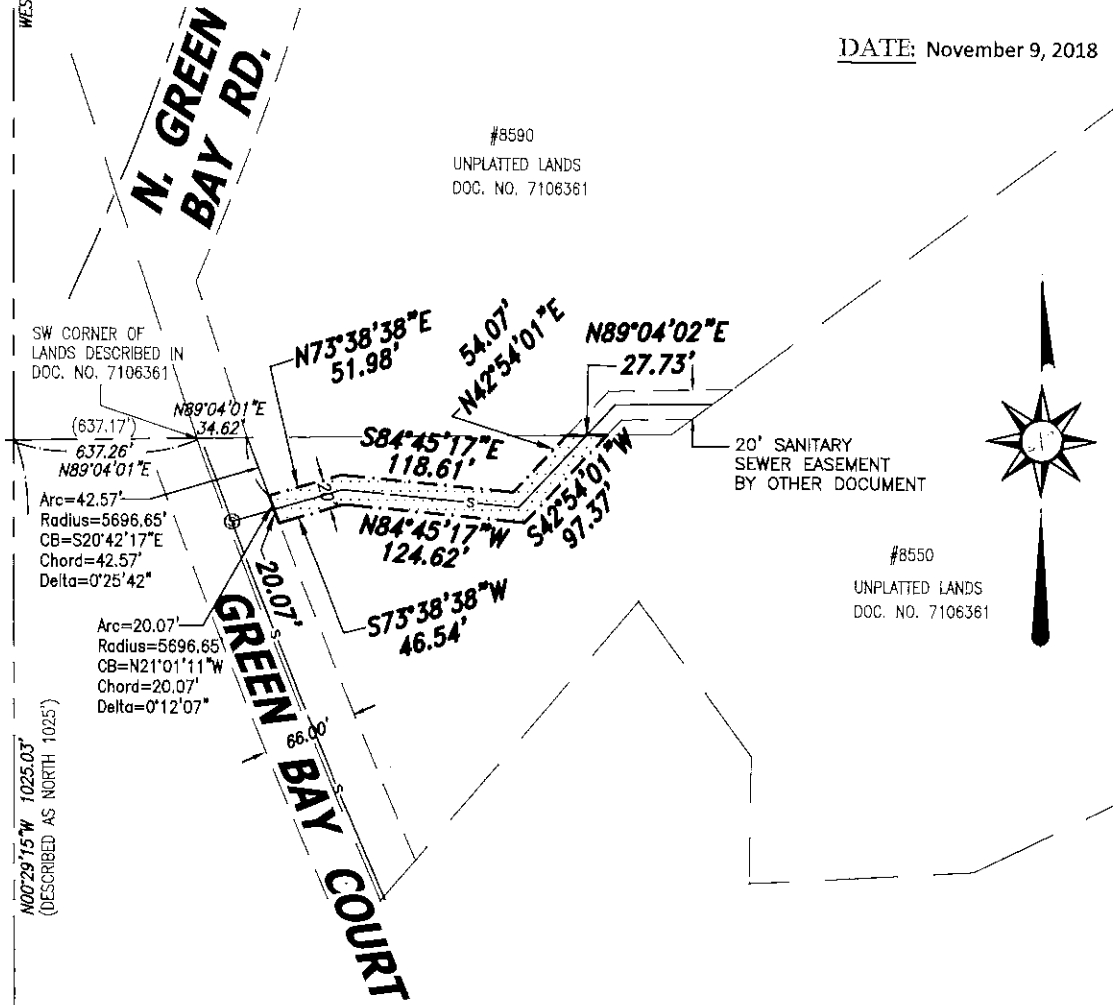 WES
DATE: November 9, 2018
N. GREEN
BAY RD.
#8590
UNPLATTED LANDS
DOC. NO. 7106361
SW CORNER OF
LANDS DESCRIBED IN
DOC. NO. 7106361
N73°38'38"E
51.98'
54.07'
N42°54'01"E
N89°04'02"E
27.73'
N89°04'01"E
34.62'
(637.17')
637.26'
N89°04'01"E
S84°45'17"E
118.61'
20'
S
N84°45'17"W
124.62'
S42°54'01"W
97.37'
20' SANITARY
SEWER EASEMENT
BY OTHER DOCUMENT
Arc=42.57'
Radius=5696.65'
CB=S20°42'17"E
Chord=42.57'
Delta=0°25'42"
#8550
UNPLATTED LANDS
DOC. NO. 7106361
20.07'
S73°38'38"W
46.54'
Arc=20.07'
Radius=5696.65'
CB=N21°01'11"W
Chord=20.07'
Delta=0°12'07"
S
66.00'
S
GREEN BAY COURT
N00°29'15"W 1025.03'
(DESCRIBED AS NORTH 1025')